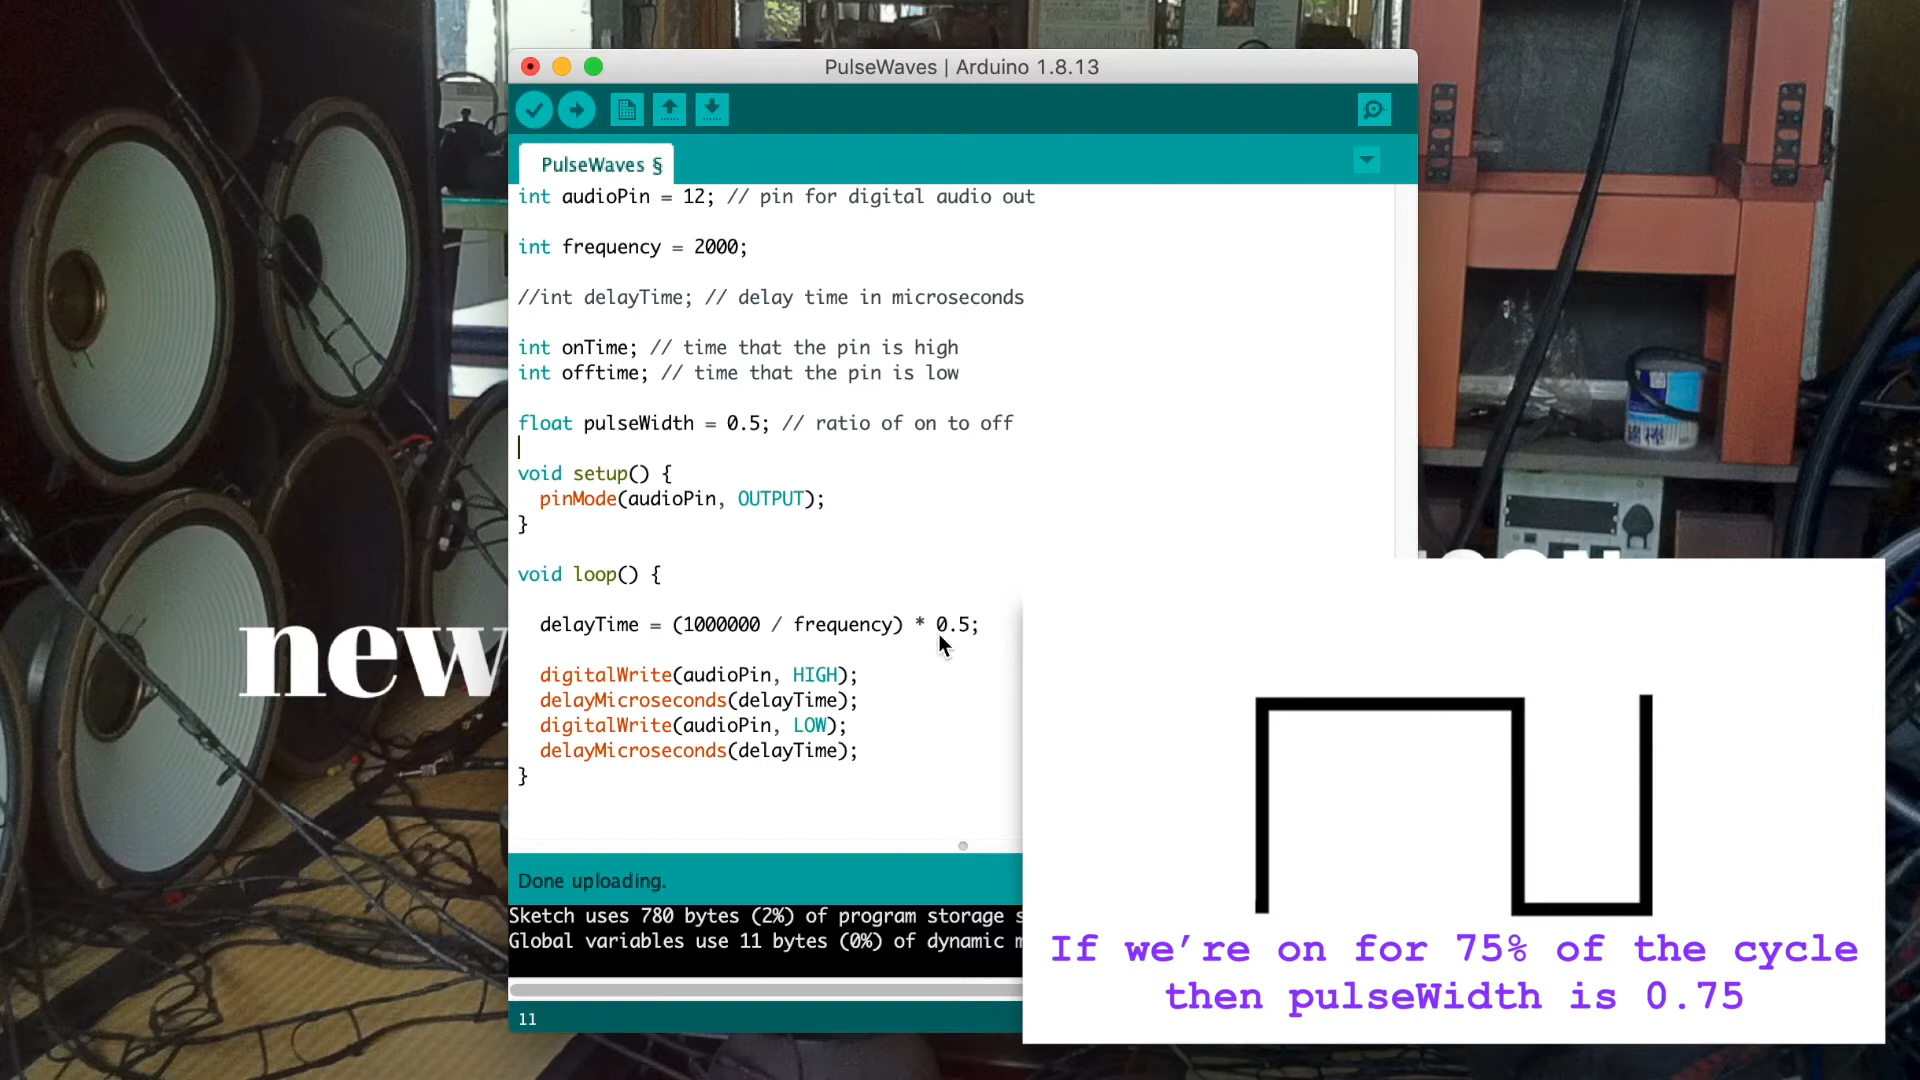 PulseWaves | Arduino 1.8.13
PulseWaves §
int audioPin = 12; // pin for digital audio out
int frequency = 2000;
//int delayTime; // delay time in microseconds
int onTime; // time that the pin is high
int offtime; // time that the pin is low
float pulseWidth = 0.5; // ratio of on to off
void setup() {
pinMode(audioPin, OUTPUT);
}
void loop() {
delayTime = (1000000 / frequency) * 0.5;
digitalWrite(audioPin, HIGH);
delayMicroseconds(delayTime);
digitalWrite(audioPin, LOW);
delayMicroseconds(delayTime);
}
new
Done uploading.
Sketch uses 780 bytes (2%) of program storage s
Global variables use 11 bytes (0%) of dynamic m
11
If we're on for 75% of the cycle
then pulseWidth is 0.75